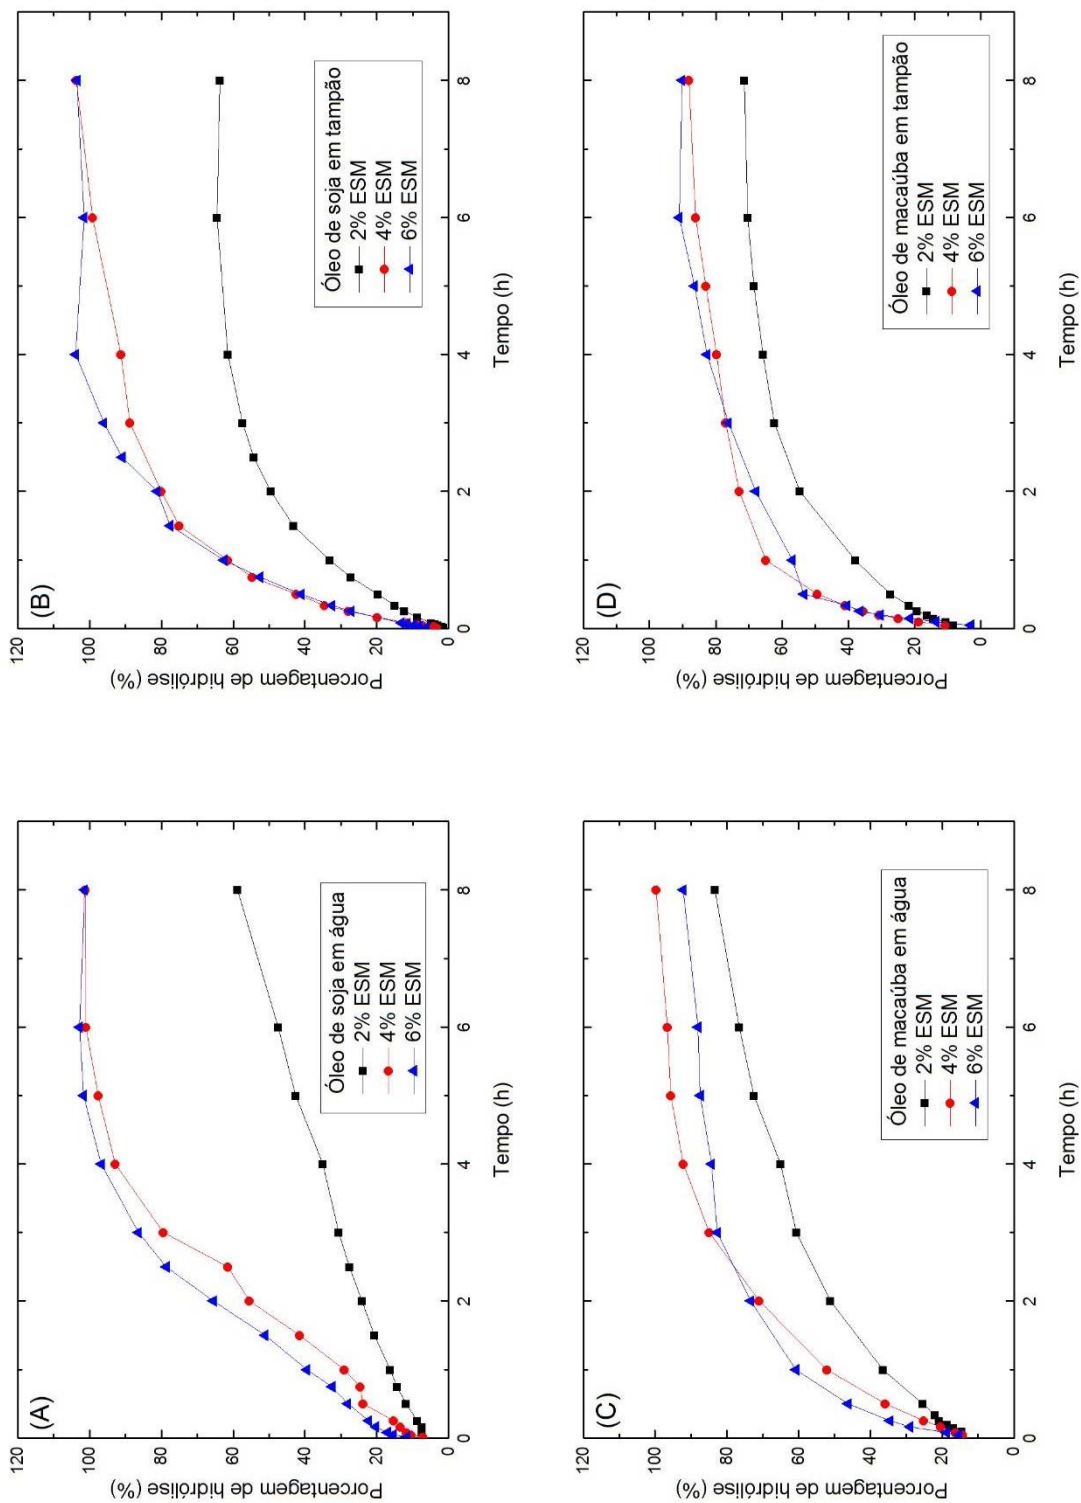 (A)
Porcentagem de hidrólise (%)
120
100
80
60
40
20
0
Óleo de soja em água
2% ESM
4% ESM
6% ESM
0 2 4 6 8
Tempo (h)
(B)
Porcentagem de hidrólise (%)
120
100
80
60
40
20
0
Óleo de soja em tampão
2% ESM
4% ESM
6% ESM
0 2 4 6 8
Tempo (h)
(C)
Porcentagem de hidrólise (%)
120
100
80
60
40
20
0
Óleo de macaúba em água
2% ESM
4% ESM
6% ESM
0 2 4 6 8
Tempo (h)
(D)
Porcentagem de hidrólise (%)
120
100
80
60
40
20
0
Óleo de macaúba em tampão
2% ESM
4% ESM
6% ESM
0 2 4 6 8
Tempo (h)